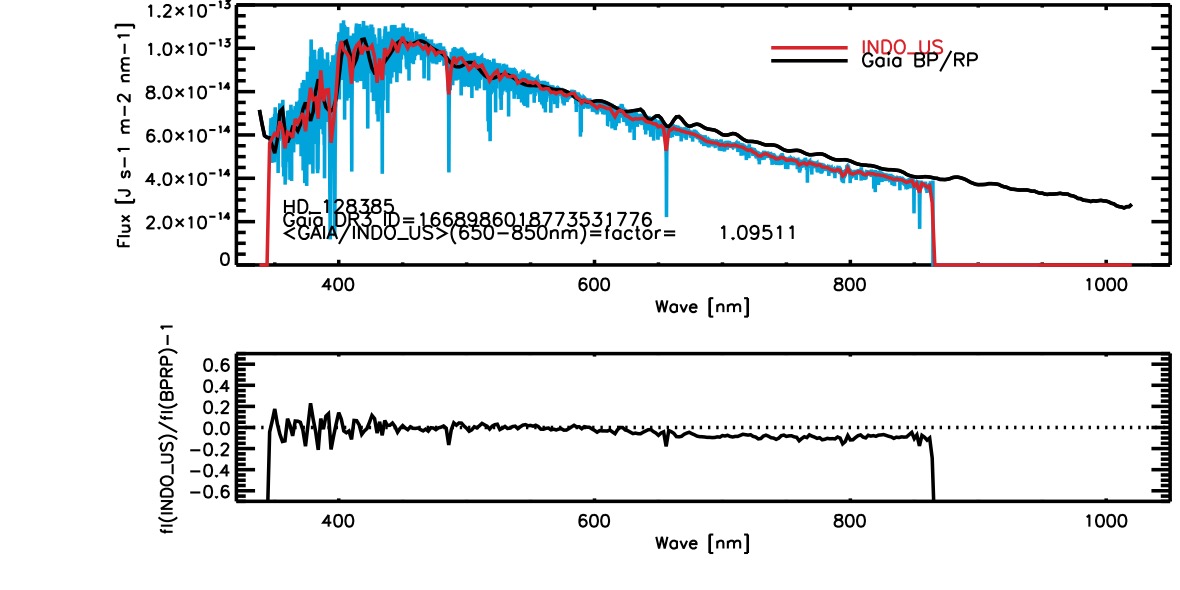 1.2×10−13
1.0×10−13
8.0×10−14
6.0×10−14
4.0×10−14
2.0×10−14
0
Flux [J s−1 m−2 nm−1]
INDO_US
Gaia BP/RP
HD_128385
Gaia DR3 ID=1668986018773531776
<GAIA/INDO_US>(650−850nm)=factor= 1.09511
400 600 800 1000
Wave [nm]
fl(INDO_US)/fl(BPRP)−1
0.6
0.4
0.2
0.0
−0.2
−0.4
−0.6
400 600 800 1000
Wave [nm]